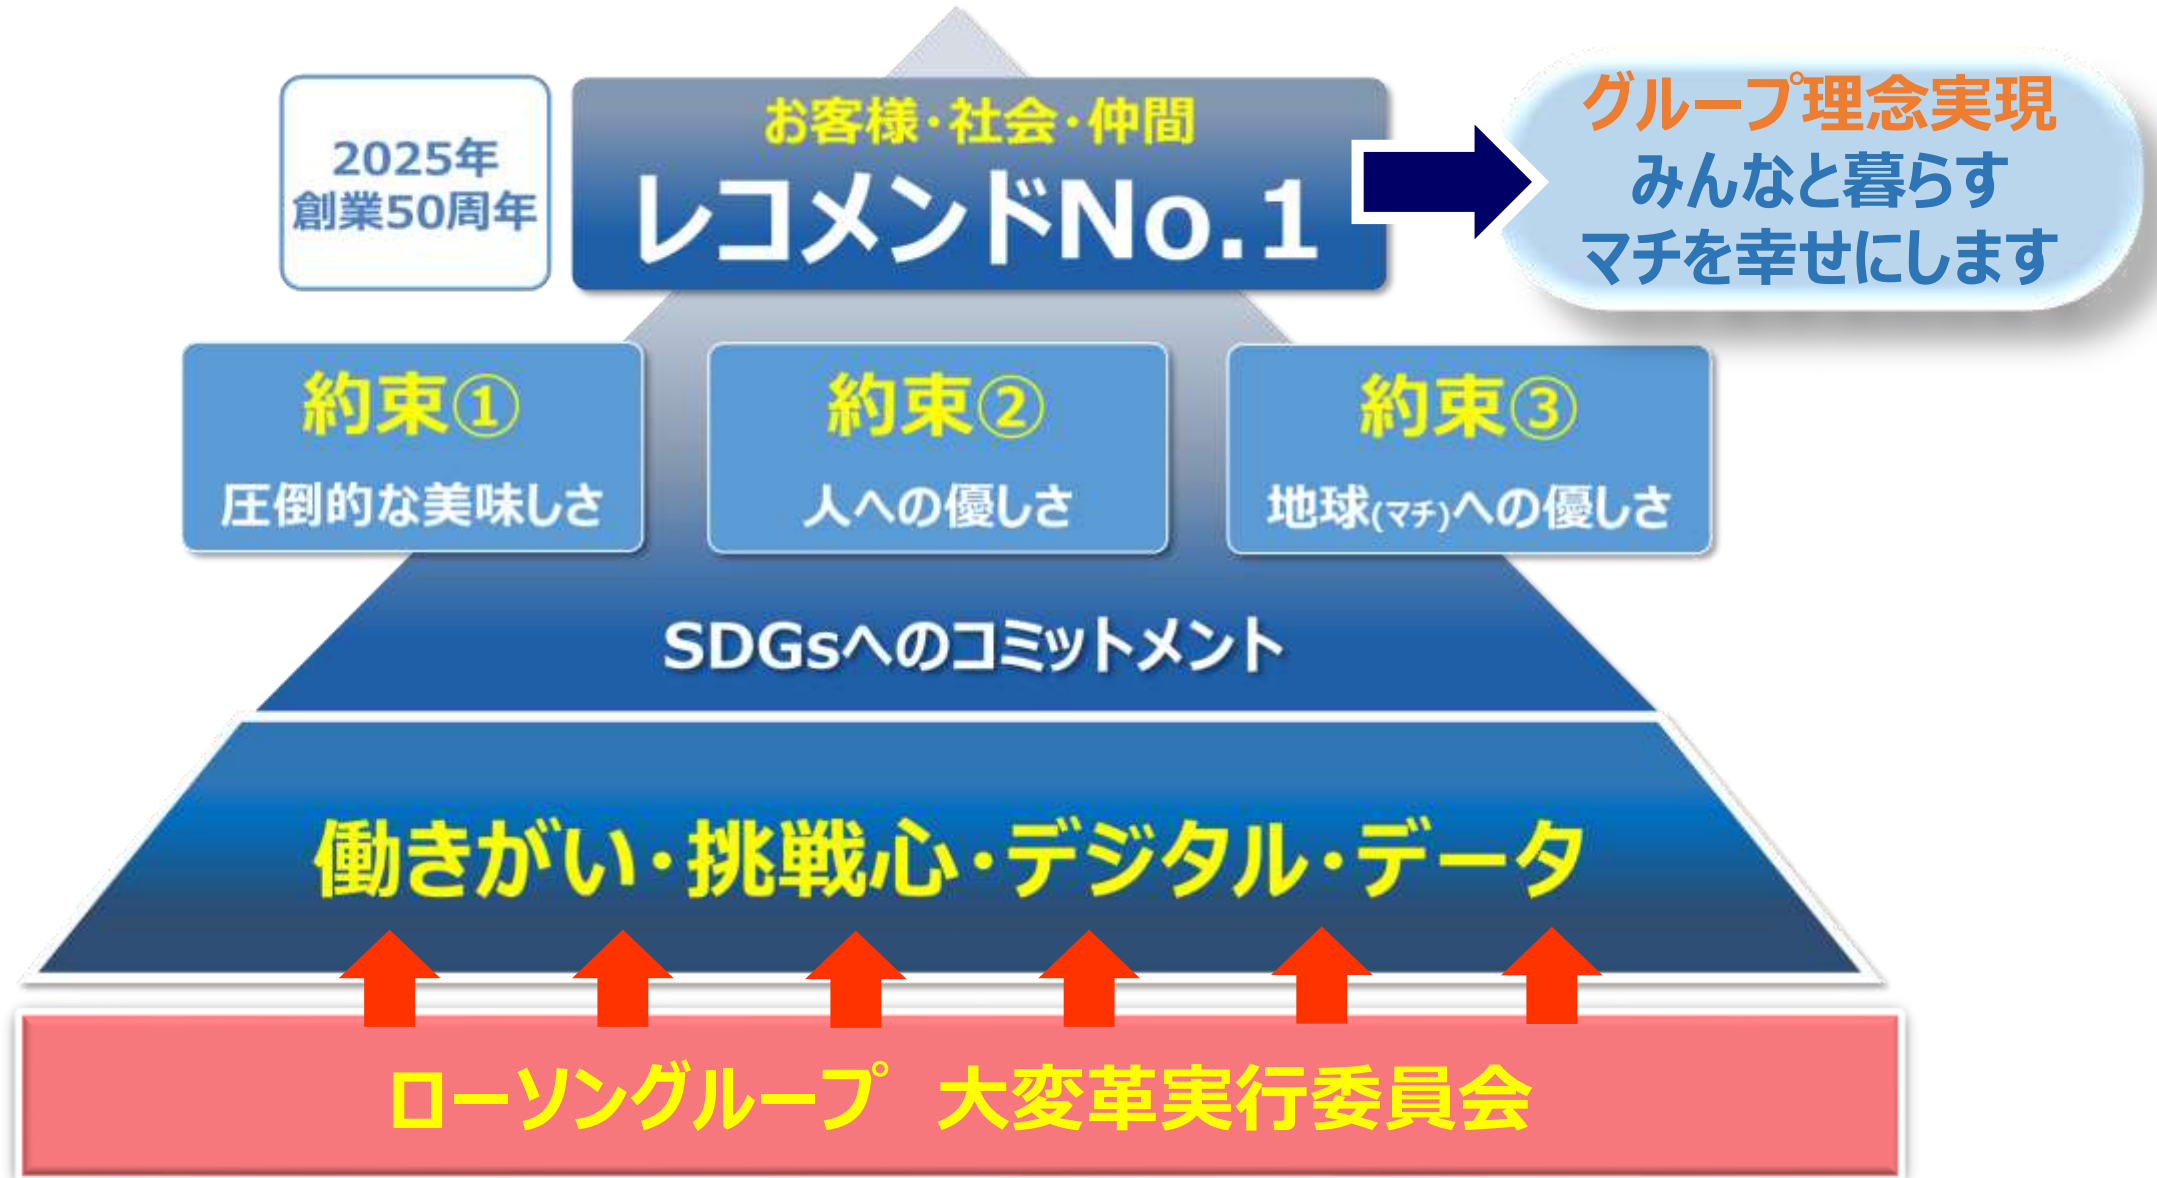 2025年
創業50周年
お客様・社会・仲間
レコメンドNo.1
グループ理念実現
みんなと暮らす
マチを幸せにします
約束①
圧倒的な美味しさ
約束②
人への優しさ
約束③
地球(マチ)への優しさ
SDGsへのコミットメント
働きがい・挑戦心・デジタル・データ
ローソングループ 大変革実行委員会